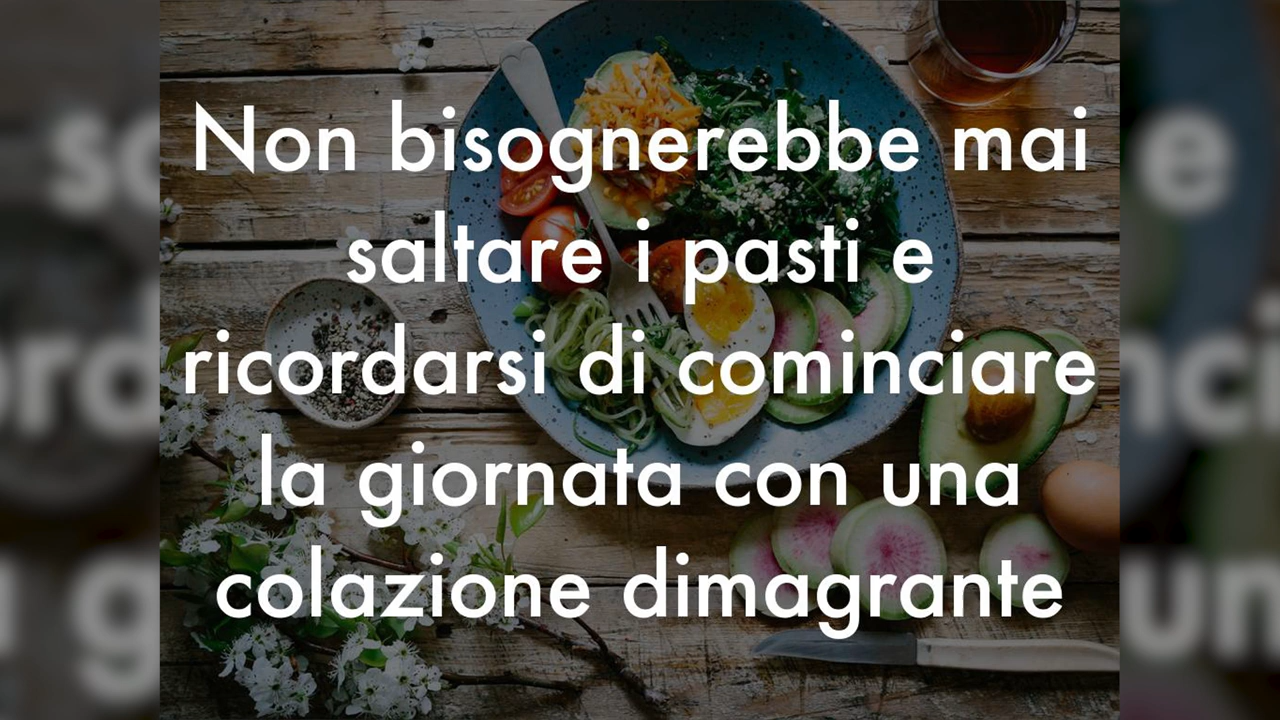 Non bisognerebbe mai
saltare i pasti e
ricordarsi di cominciare
la giornata con una
colazione dimagrante